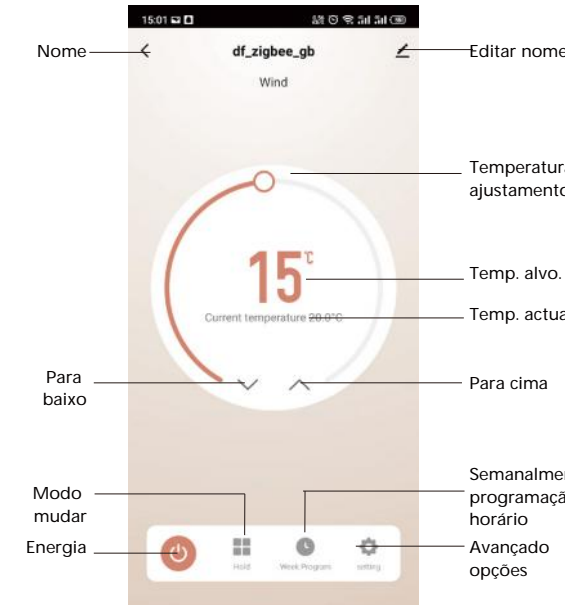 15:01
Nome
df_zigbee_gb
Editar nome
Wind
Temperatura
ajustamento
15°C
Temp. alvo.
Current temperature 20.0°C
Temp. actua
Para
baixo
Para cima
Modo
mudar
Semanalmen
programaçã
horário
Energia
Hold
Week Program
setting
Avançado
opções